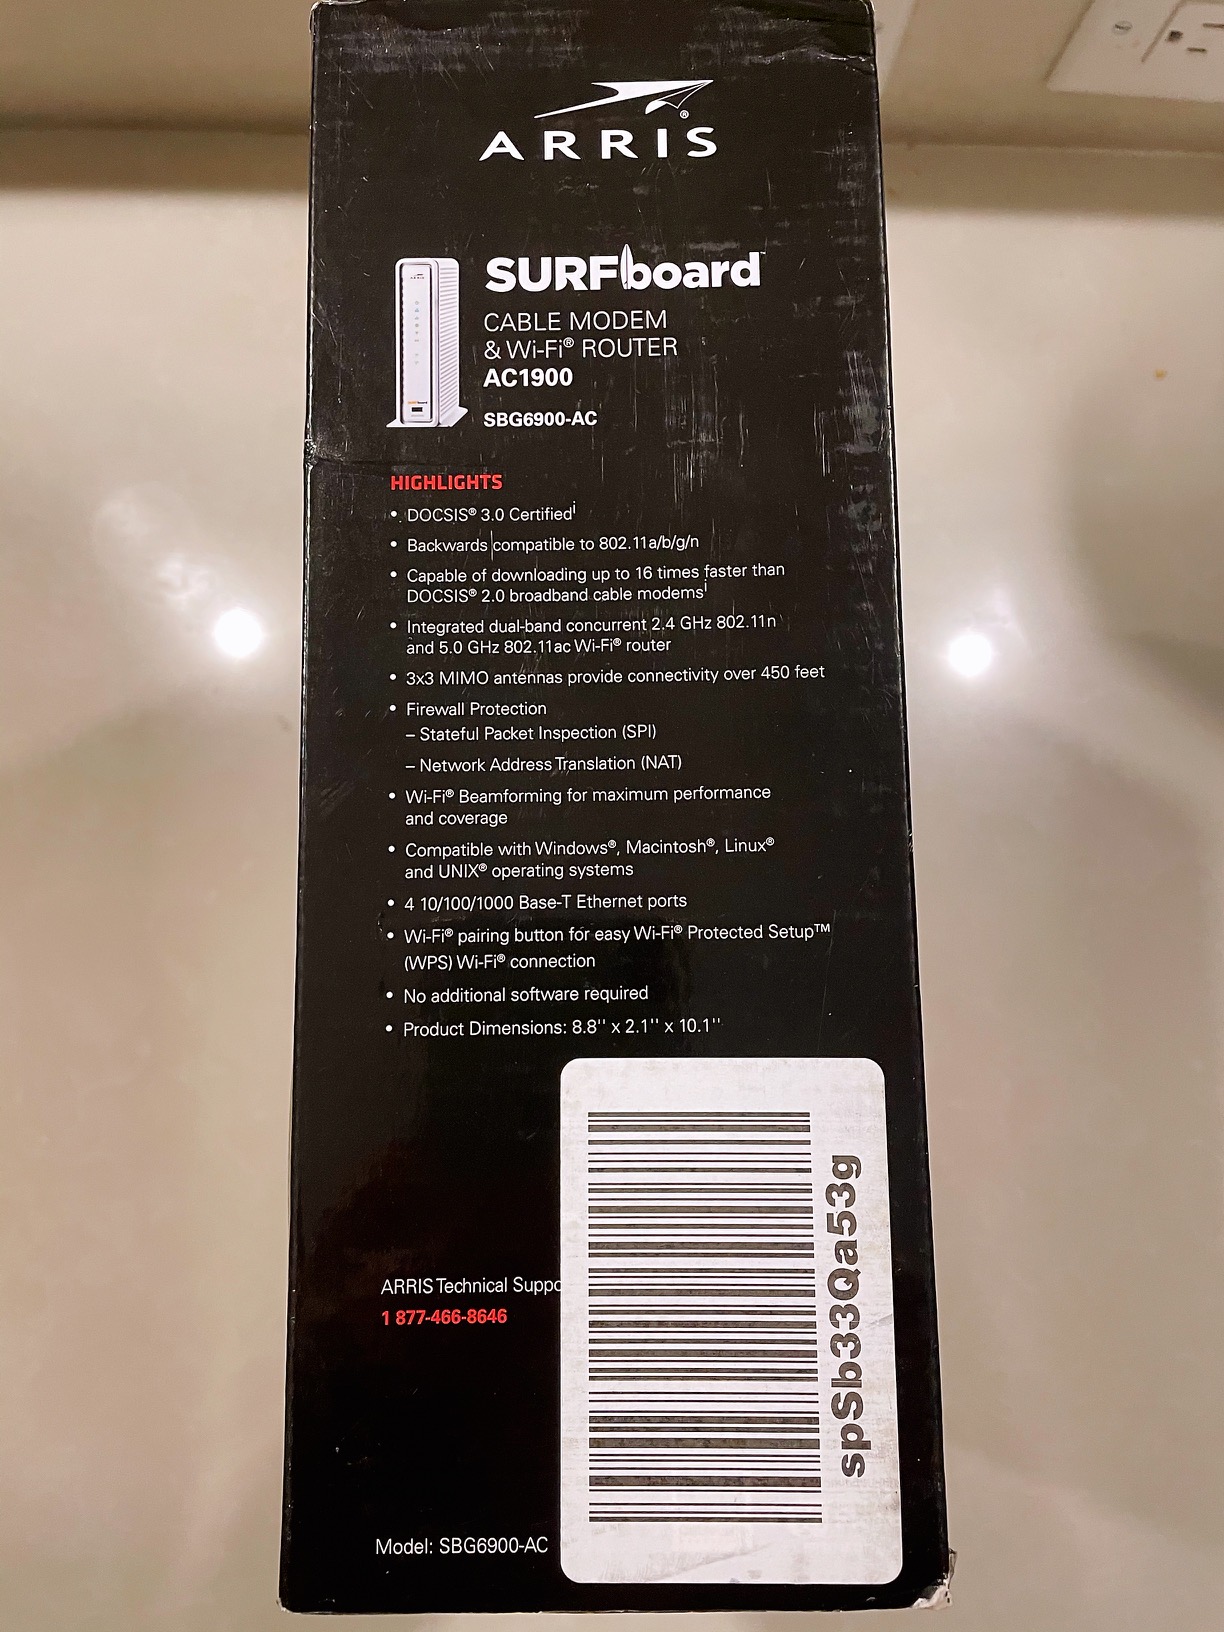 ARRIS®
SURFboard™
CABLE MODEM
& Wi-Fi® ROUTER
AC1900
SBG6900-AC
HIGHLIGHTS
• DOCSIS® 3.0 Certifiedi
• Backwards compatible to 802.11a/b/g/n
• Capable of downloading up to 16 times faster than
DOCSIS® 2.0 broadband cable modemsi
• Integrated dual-band concurrent 2.4 GHz 802.11n
and 5.0 GHz 802.11ac Wi-Fi® router
• 3x3 MIMO antennas provide connectivity over 450 feet
• Firewall Protection
– Stateful Packet Inspection (SPI)
– Network Address Translation (NAT)
• Wi-Fi® Beamforming for maximum performance
and coverage
• Compatible with Windows®, Macintosh®, Linux®
and UNIX® operating systems
• 4 10/100/1000 Base-T Ethernet ports
• Wi-Fi® pairing button for easy Wi-Fi® Protected Setup™
(WPS) Wi-Fi® connection
• No additional software required
• Product Dimensions: 8.8'' x 2.1'' x 10.1''
ARRIS Technical Suppo
1 877-466-8646
Model: SBG6900-AC
spSb33Qa53g